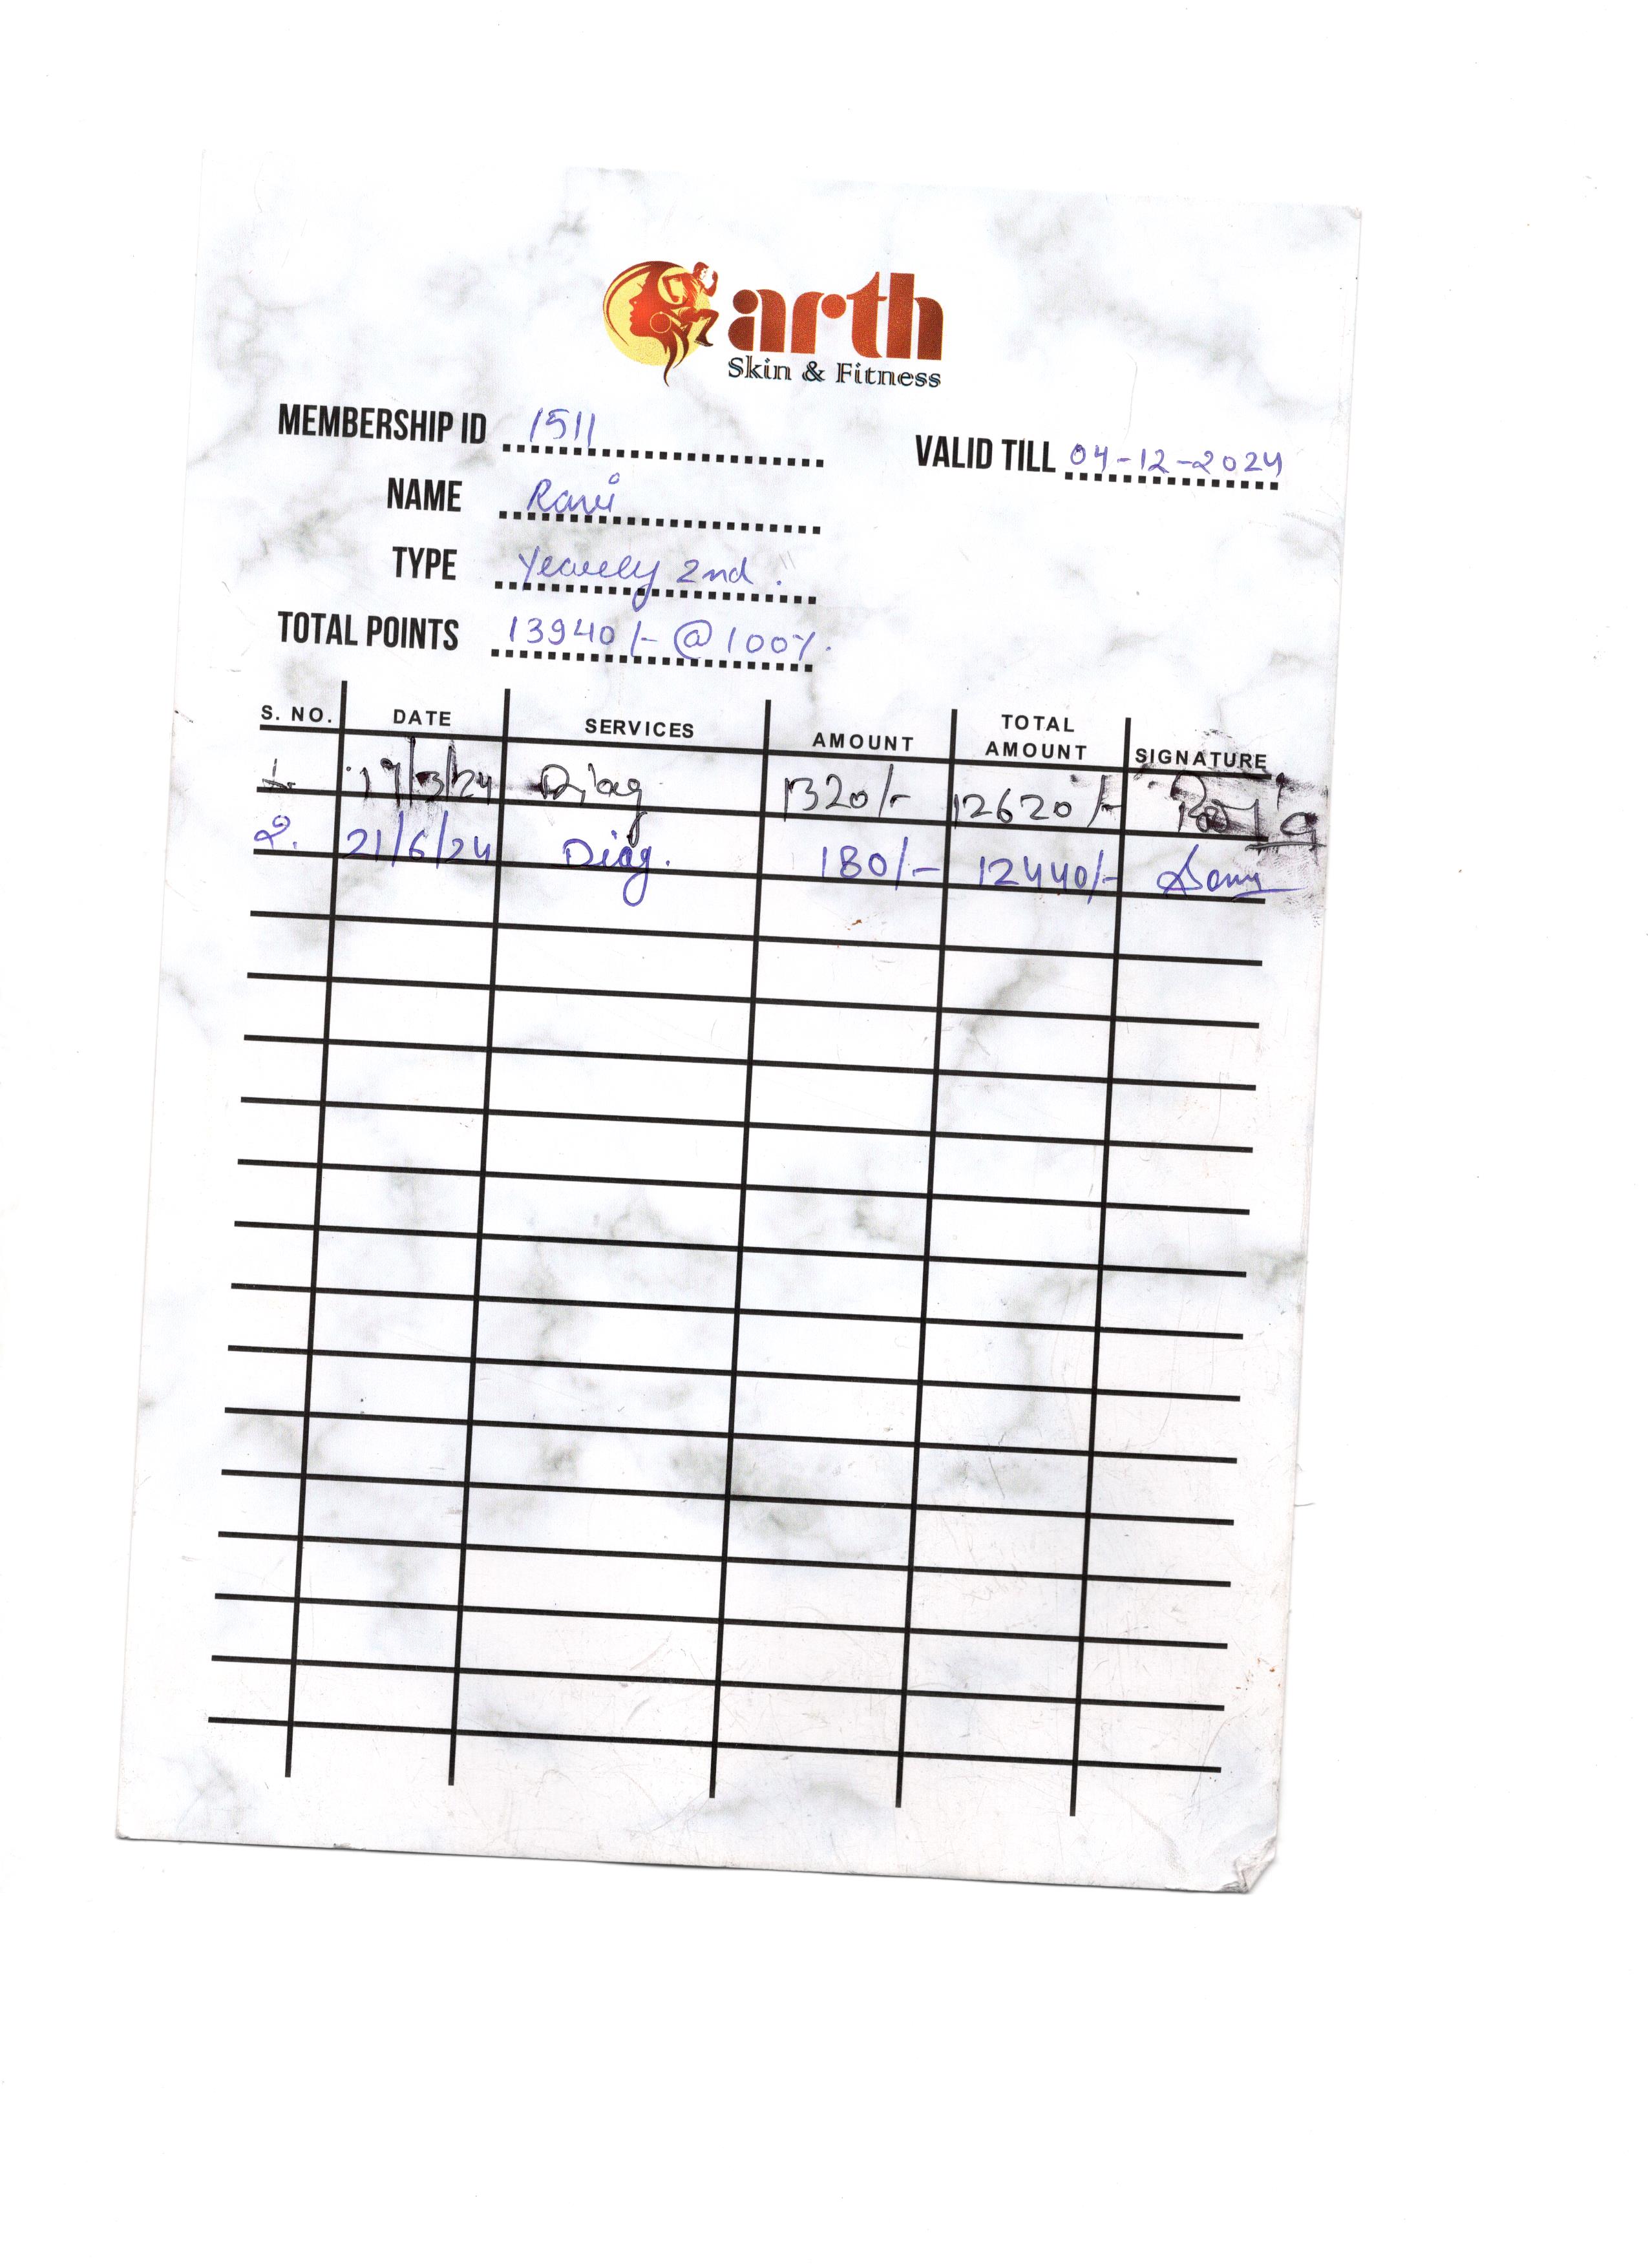 arth
Skin & Fitness
MEMBERSHIP ID 1511
VALID TILL 04-12-2024
NAME Ravi
TYPE Yearly 2nd
TOTAL POINTS 13940/- @100%.
S. NO. DATE SERVICES AMOUNT TOTAL AMOUNT SIGNATURE
1. 19/3/24 Diag 1320/- 12620/-
2. 21/6/24 Diag. 180/- 12440/-